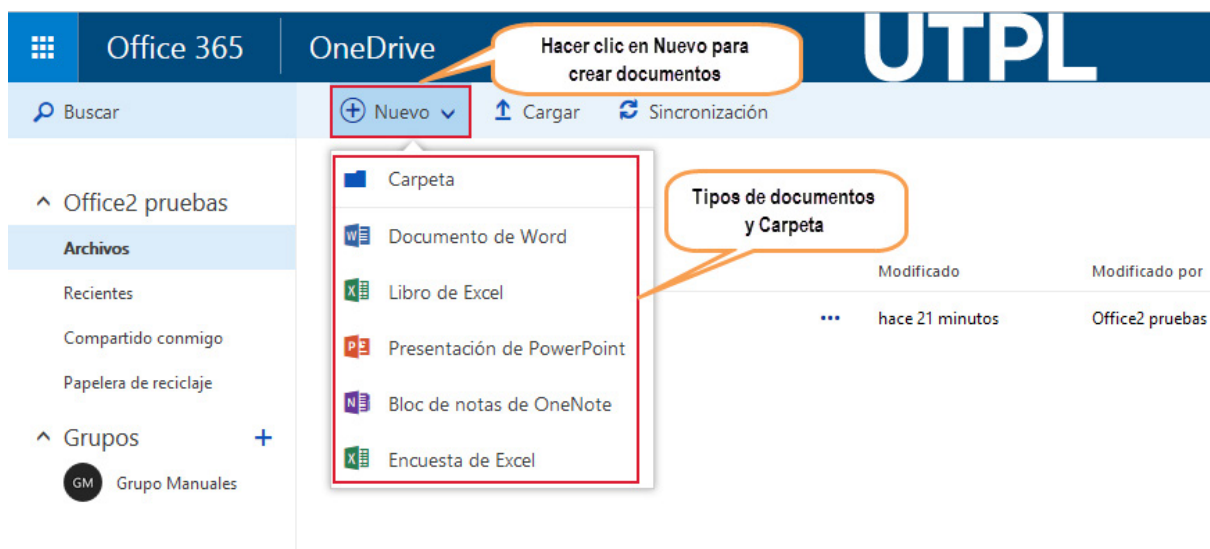 Office 365
OneDrive
Hacer clic en Nuevo para
crear documentos
UTPL
Buscar
Nuevo
Cargar
Sincronización
Office2 pruebas
Archivos
Recientes
Compartido conmigo
Papelera de reciclaje
Grupos +
GM Grupo Manuales
Carpeta
Documento de Word
Libro de Excel
Presentación de PowerPoint
Bloc de notas de OneNote
Encuesta de Excel
Tipos de documentos
y Carpeta
Modificado
Modificado por
hace 21 minutos
Office2 pruebas